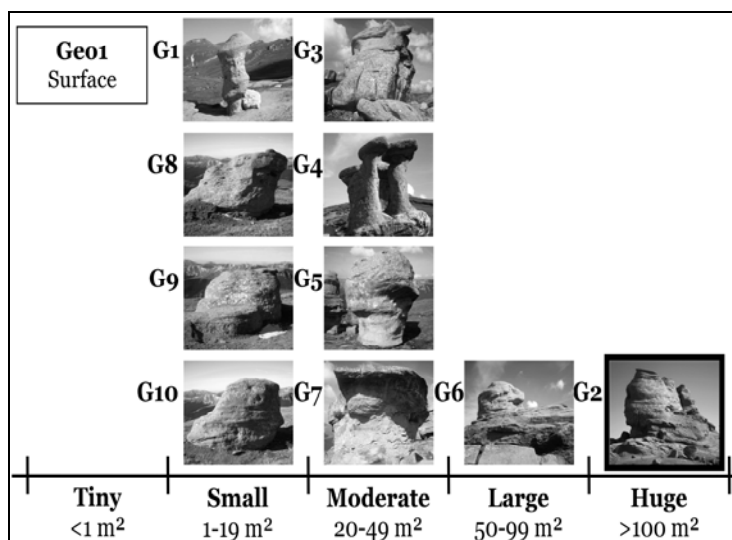 Geo1
Surface
G1
G3
G8
G4
G9
G5
G10
G7
G6
G2
Tiny
Small
Moderate
Large
Huge
<1 m²
1-19 m²
20-49 m²
50-99 m²
>100 m²